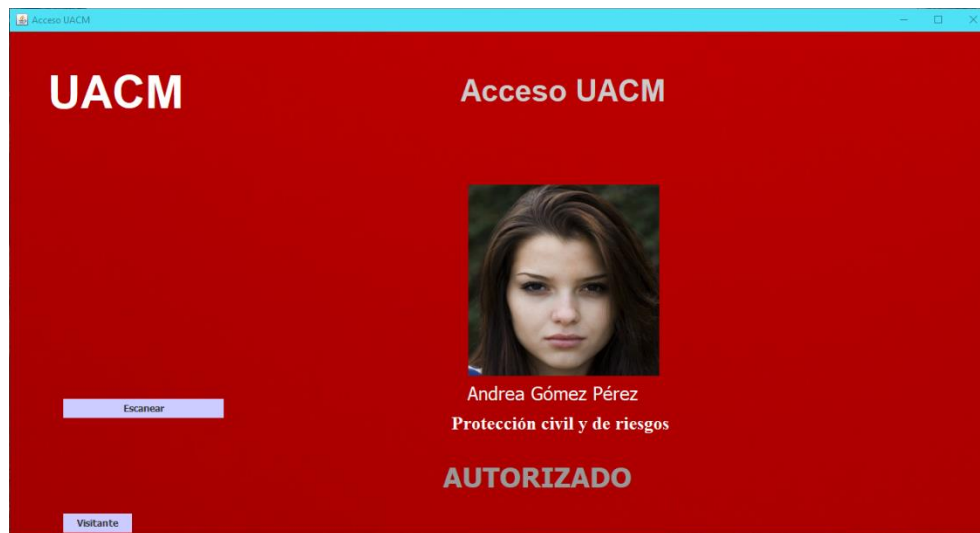 Acceso UACM
UACM
Acceso UACM
Andrea Gómez Pérez
Protección civil y de riesgos
Escanear
AUTORIZADO
Visitante